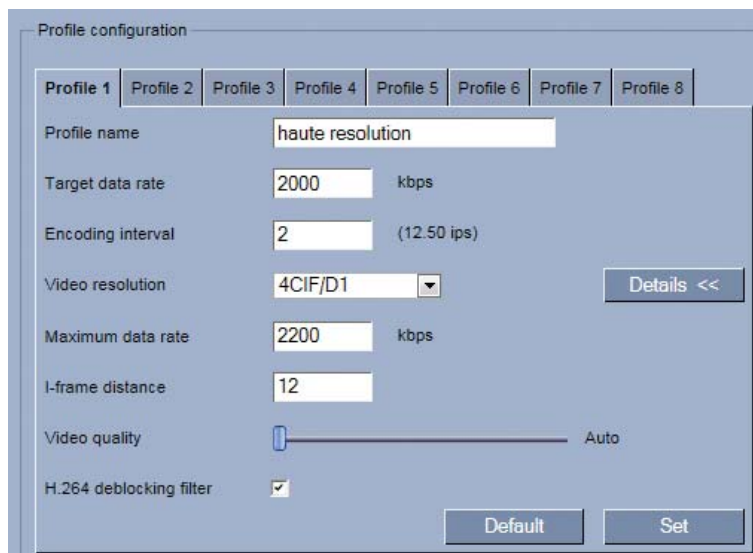 Profile configuration
Profile 1 Profile 2 Profile 3 Profile 4 Profile 5 Profile 6 Profile 7 Profile 8
Profile name haute resolution
Target data rate 2000 kbps
Encoding interval 2 (12.50 ips)
Video resolution 4CIF/D1 Details <<
Maximum data rate 2200 kbps
I-frame distance 12
Video quality Auto
H.264 deblocking filter
Default Set